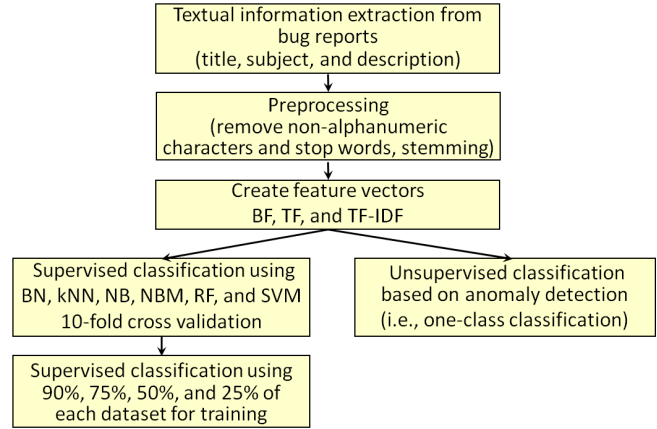 Textual information extraction from
bug reports
(title, subject, and description)
Preprocessing
(remove non-alphanumeric
characters and stop words, stemming)
Create feature vectors
BF, TF, and TF-IDF
Supervised classification using
BN, kNN, NB, NBM, RF, and SVM
10-fold cross validation
Unsupervised classification
based on anomaly detection
(i.e., one-class classification)
Supervised classification using
90%, 75%, 50%, and 25% of
each dataset for training